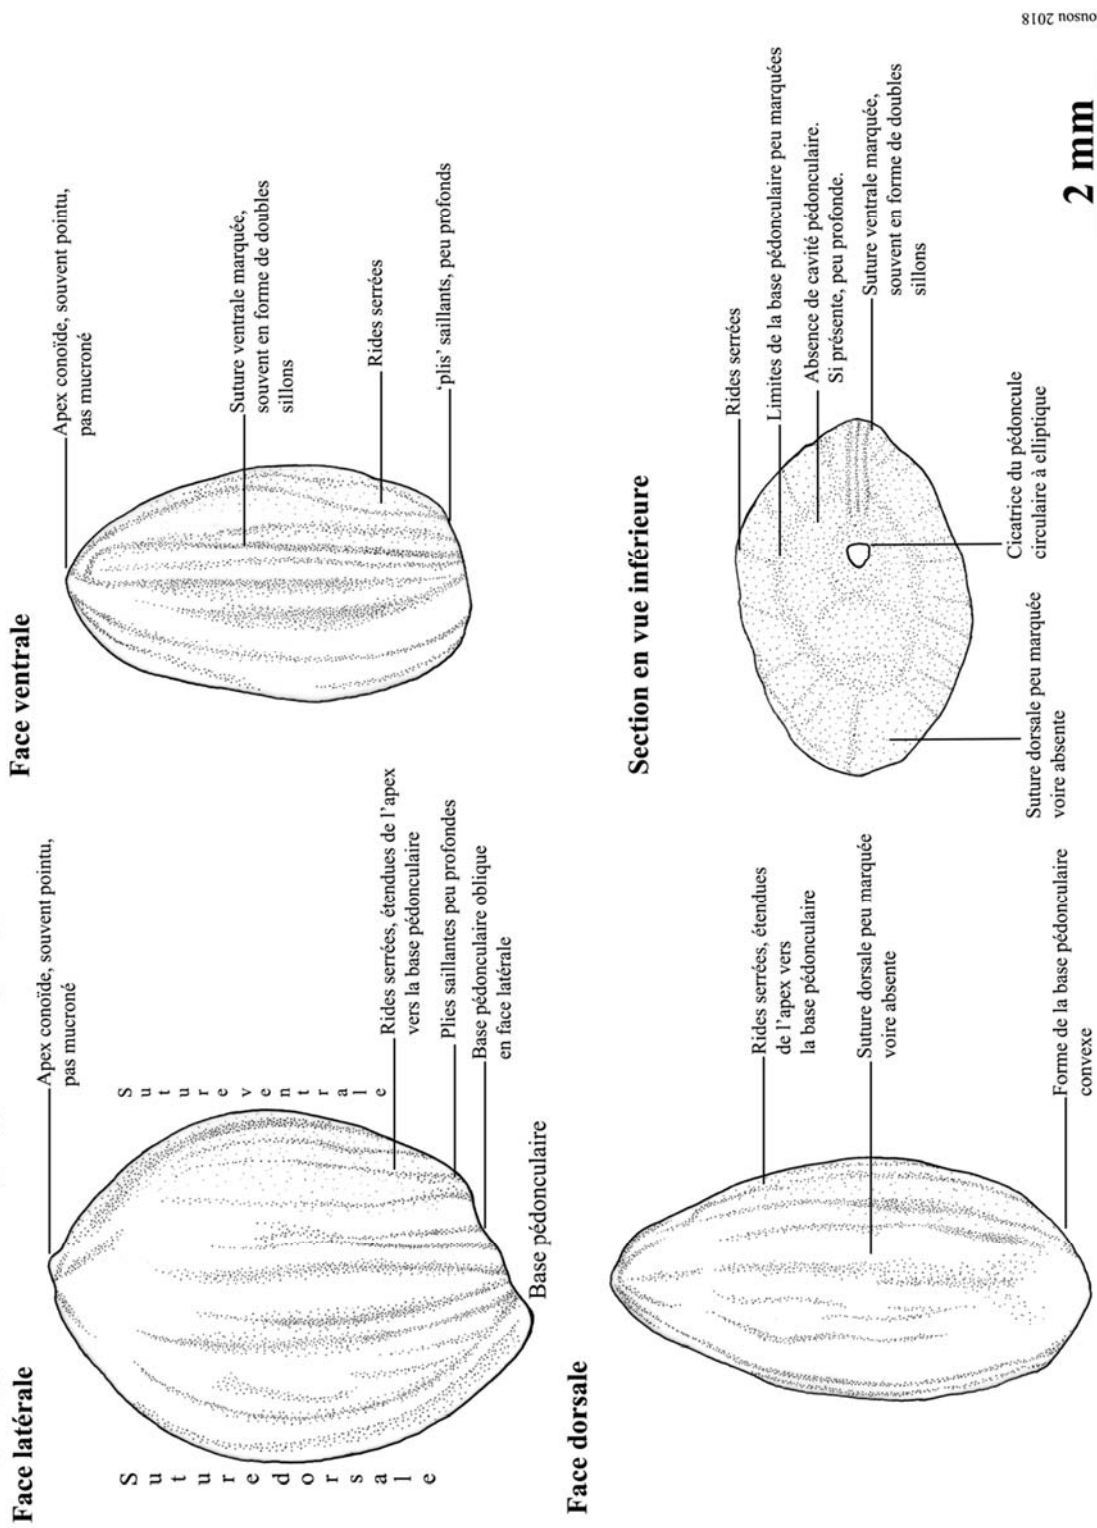 Face latérale
Apex conoïde, souvent pointu,
pas mucroné
Suture ventrale
Suture dorsale
Rides serrées, étendues de l'apex
vers la base pédonculaire
Plies saillantes peu profondes
Base pédonculaire oblique
en face latérale
Base pédonculaire
Face ventrale
Apex conoïde, souvent pointu,
pas mucroné
Suture ventrale marquée,
souvent en forme de doubles
sillons
Rides serrées
'plis' saillants, peu profonds
Face dorsale
Rides serrées, étendues
de l'apex vers
la base pédonculaire
Suture dorsale peu marquée
voire absente
Forme de la base pédonculaire
convexe
Section en vue inférieure
Rides serrées
Limites de la base pédonculaire peu marquées
Absence de cavité pédonculaire.
Si présente, peu profonde.
Suture ventrale marquée,
souvent en forme de doubles
sillons
Cicatrice du pédoncule
circulaire à elliptique
Suture dorsale peu marquée
voire absente
2 mm
ousou 2018